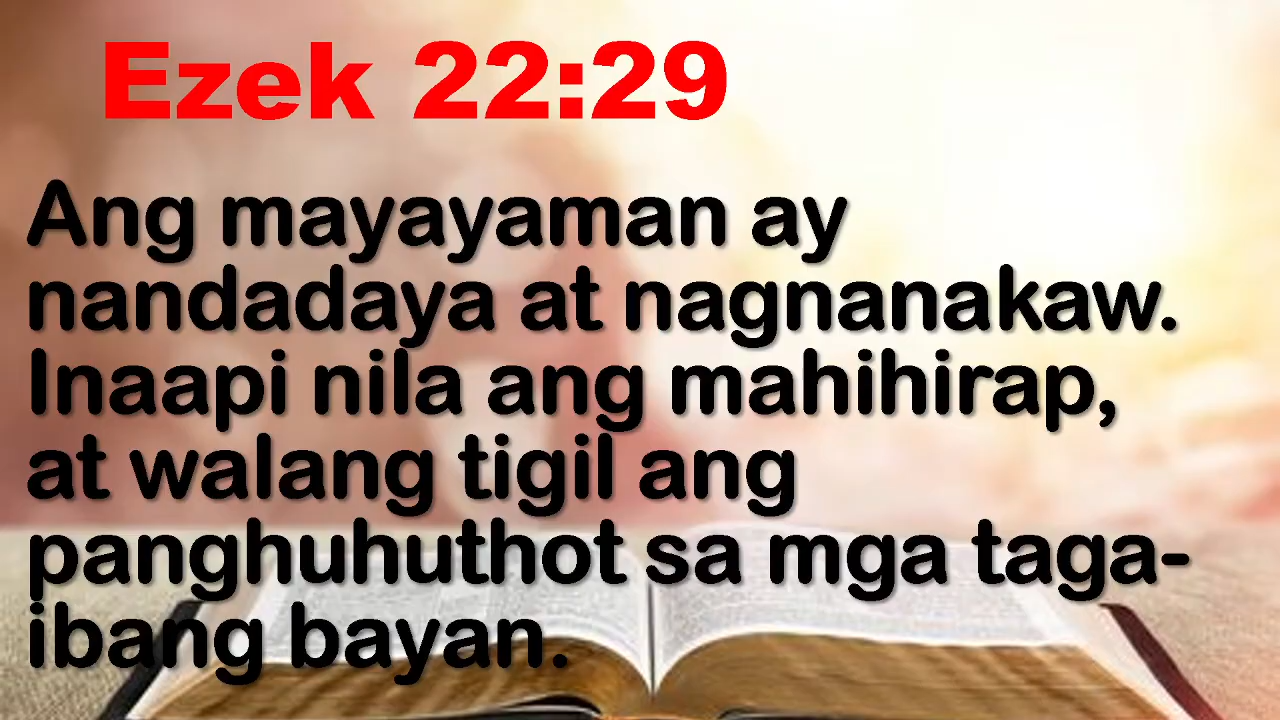 Ezek 22:29
Ang mayayaman ay
nandadaya at nagnanakaw.
Inaapi nila ang mahihirap,
at walang tigil ang
panghuhuthot sa mga taga-
ibang bayan.